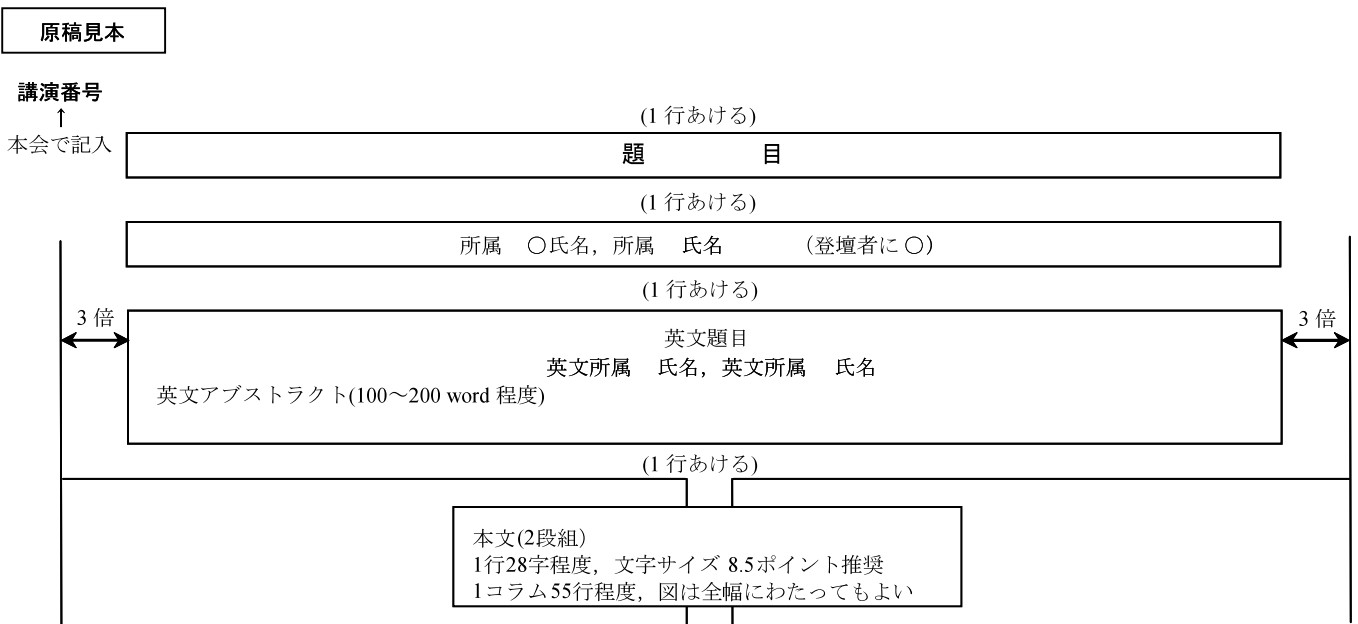 原稿見本
講演番号
↑
本会で記入
(1 行あける)
題 目
(1 行あける)
所属 ○氏名，所属 氏名 （登壇者に ○）
(1 行あける)
3 倍
3 倍
英文題目
英文所属 氏名，英文所属 氏名
英文アブストラクト(100～200 word 程度)
(1 行あける)
本文(2段組）
1行28字程度，文字サイズ 8.5ポイント推奨
1コラム55行程度，図は全幅にわたってもよい